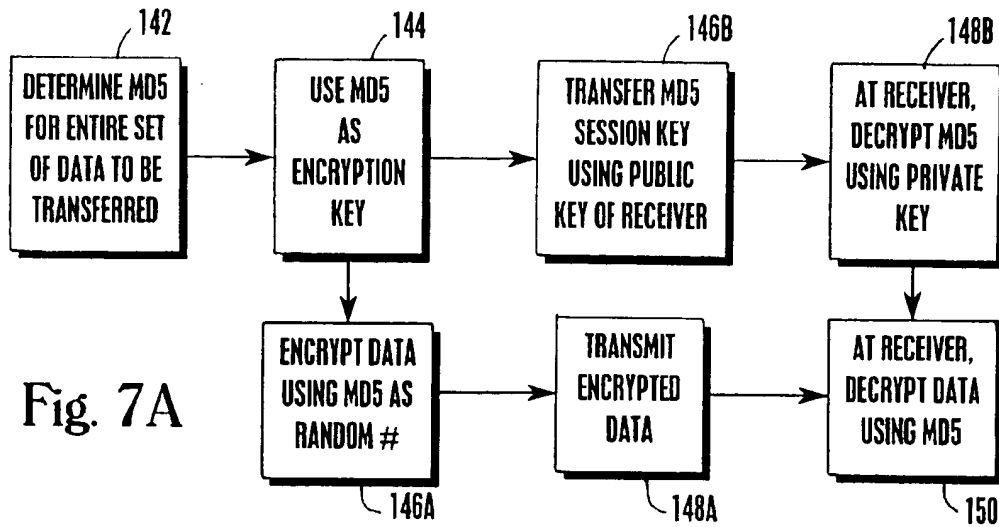 142
DETERMINE MD5
FOR ENTIRE SET
OF DATA TO BE
TRANSFERRED
144
USE MD5
AS
ENCRYPTION
KEY
146B
TRANSFER MD5
SESSION KEY
USING PUBLIC
KEY OF RECEIVER
148B
AT RECEIVER,
DECRYPT MD5
USING PRIVATE
KEY
Fig. 7A
ENCRYPT DATA
USING MD5 AS
RANDOM #
146A
TRANSMIT
ENCRYPTED
DATA
148A
AT RECEIVER,
DECRYPT DATA
USING MD5
150